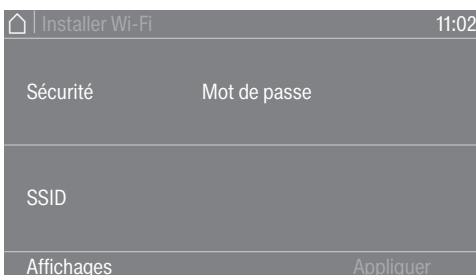 Installer Wi-Fi 11:02
Sécurité Mot de passe
SSID
Affichages Appliquer